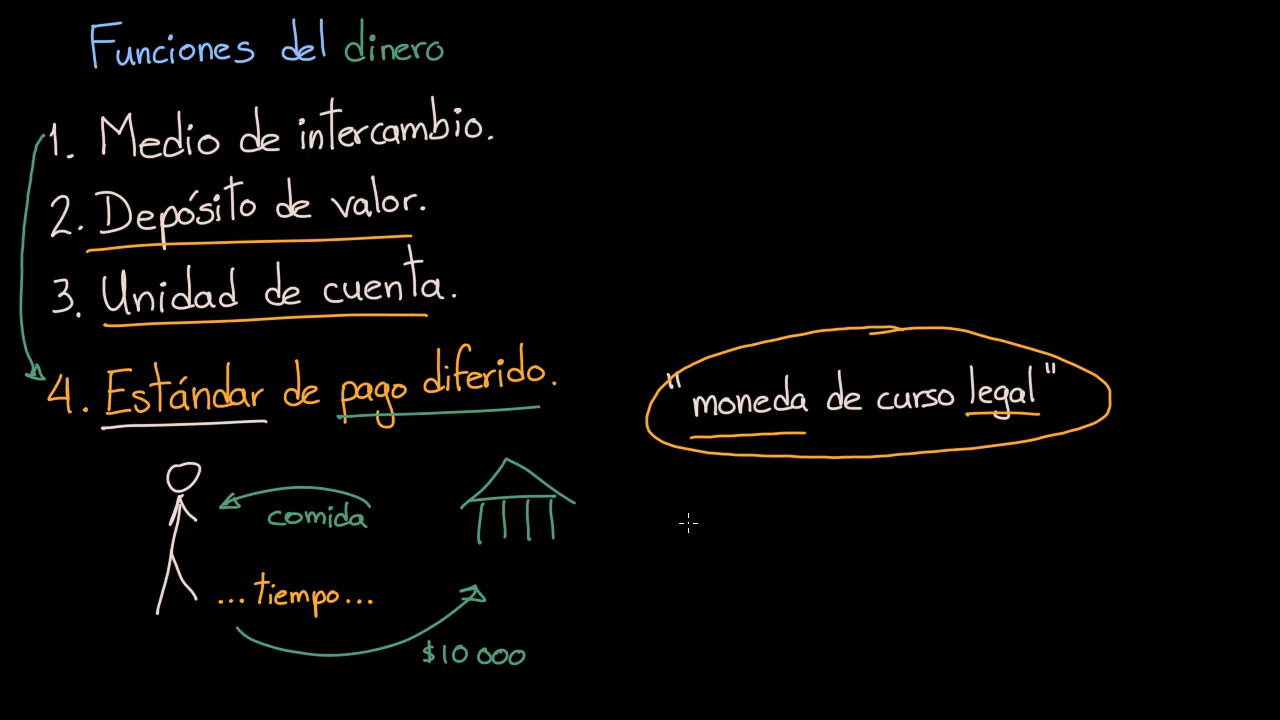 Funciones del dinero
1. Medio de intercambio.
2. Depósito de valor.
3. Unidad de cuenta.
4. Estándar de pago diferido.
"moneda de curso legal"
comida
... tiempo ...
$10 000